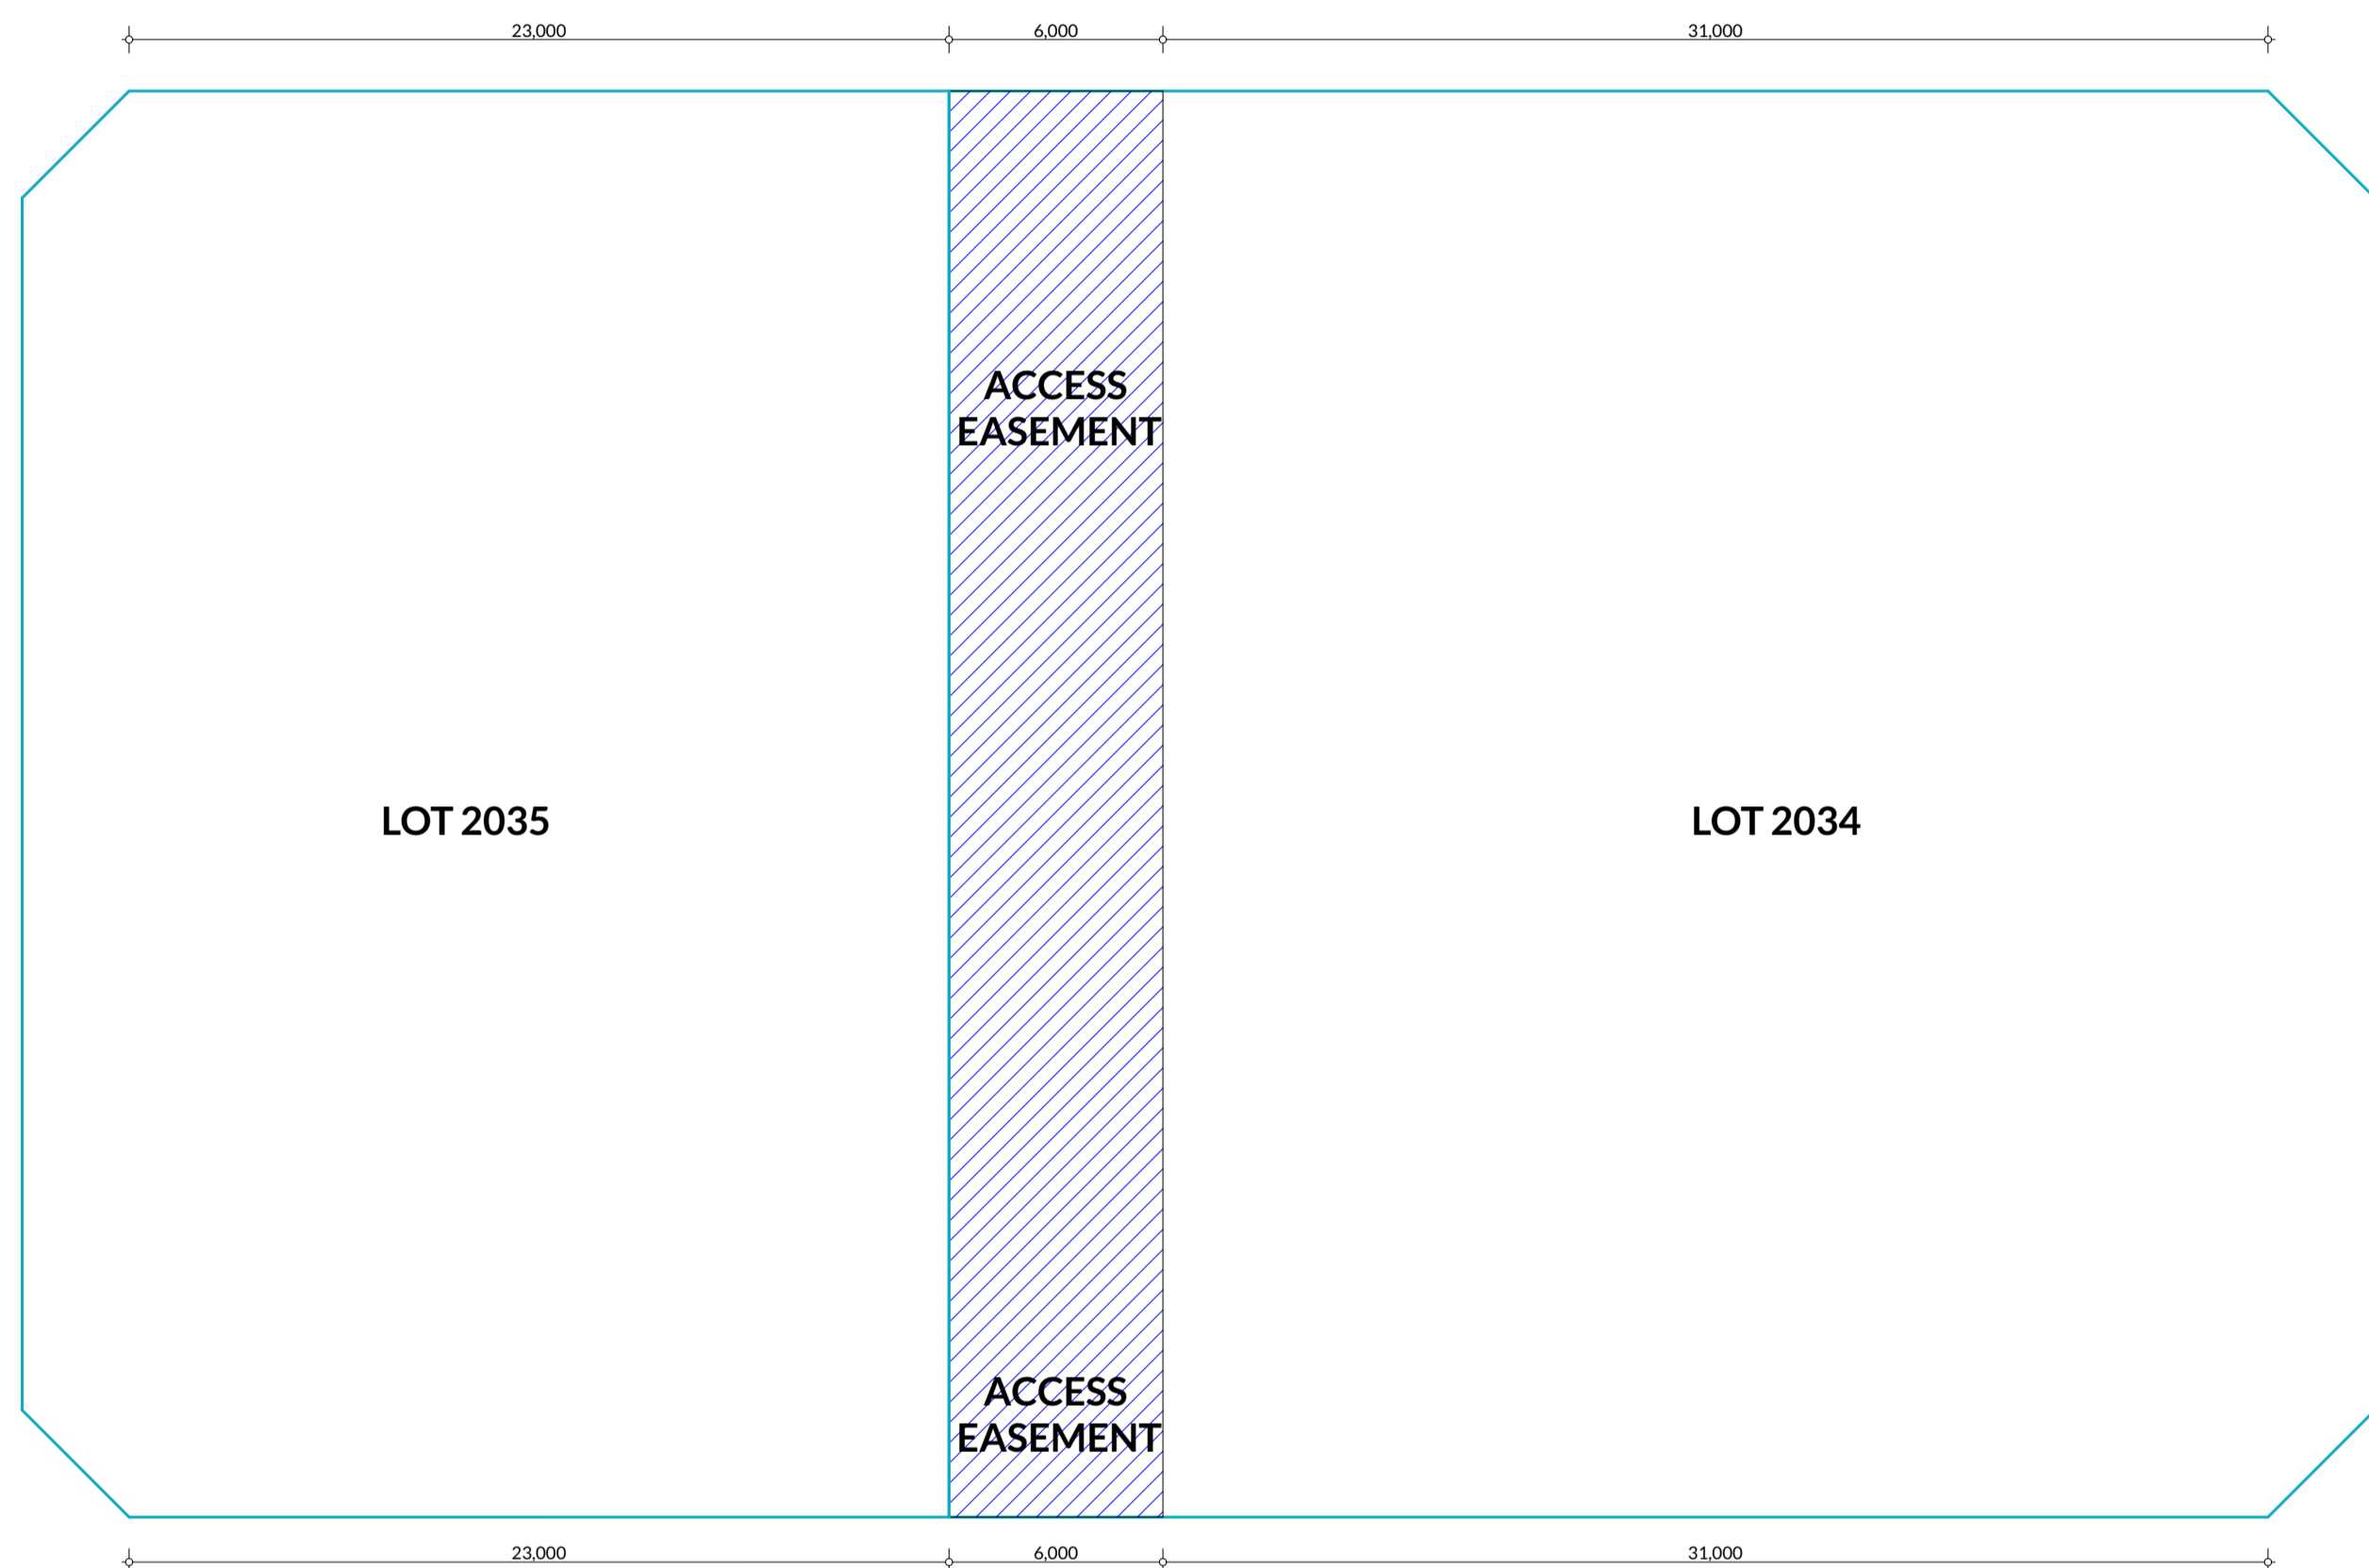 23,000
6,000
31,000
ACCESS
EASEMENT
LOT 2035
LOT 2034
ACCESS
EASEMENT
23,000
6,000
31,000